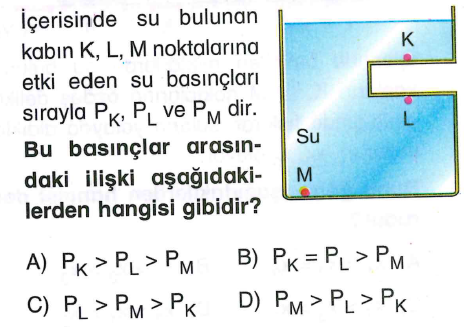 İçerisinde su bulunan
kabın K, L, M noktalarına
etki eden su basınçları
sırayla P_K, P_L ve P_M dir.
Bu basınçlar arasın-
daki ilişki aşağıdaki-
lerden hangisi gibidir?
K
L
Su
M
A) P_K > P_L > P_M
B) P_K = P_L > P_M
C) P_L > P_M > P_K
D) P_M > P_L > P_K